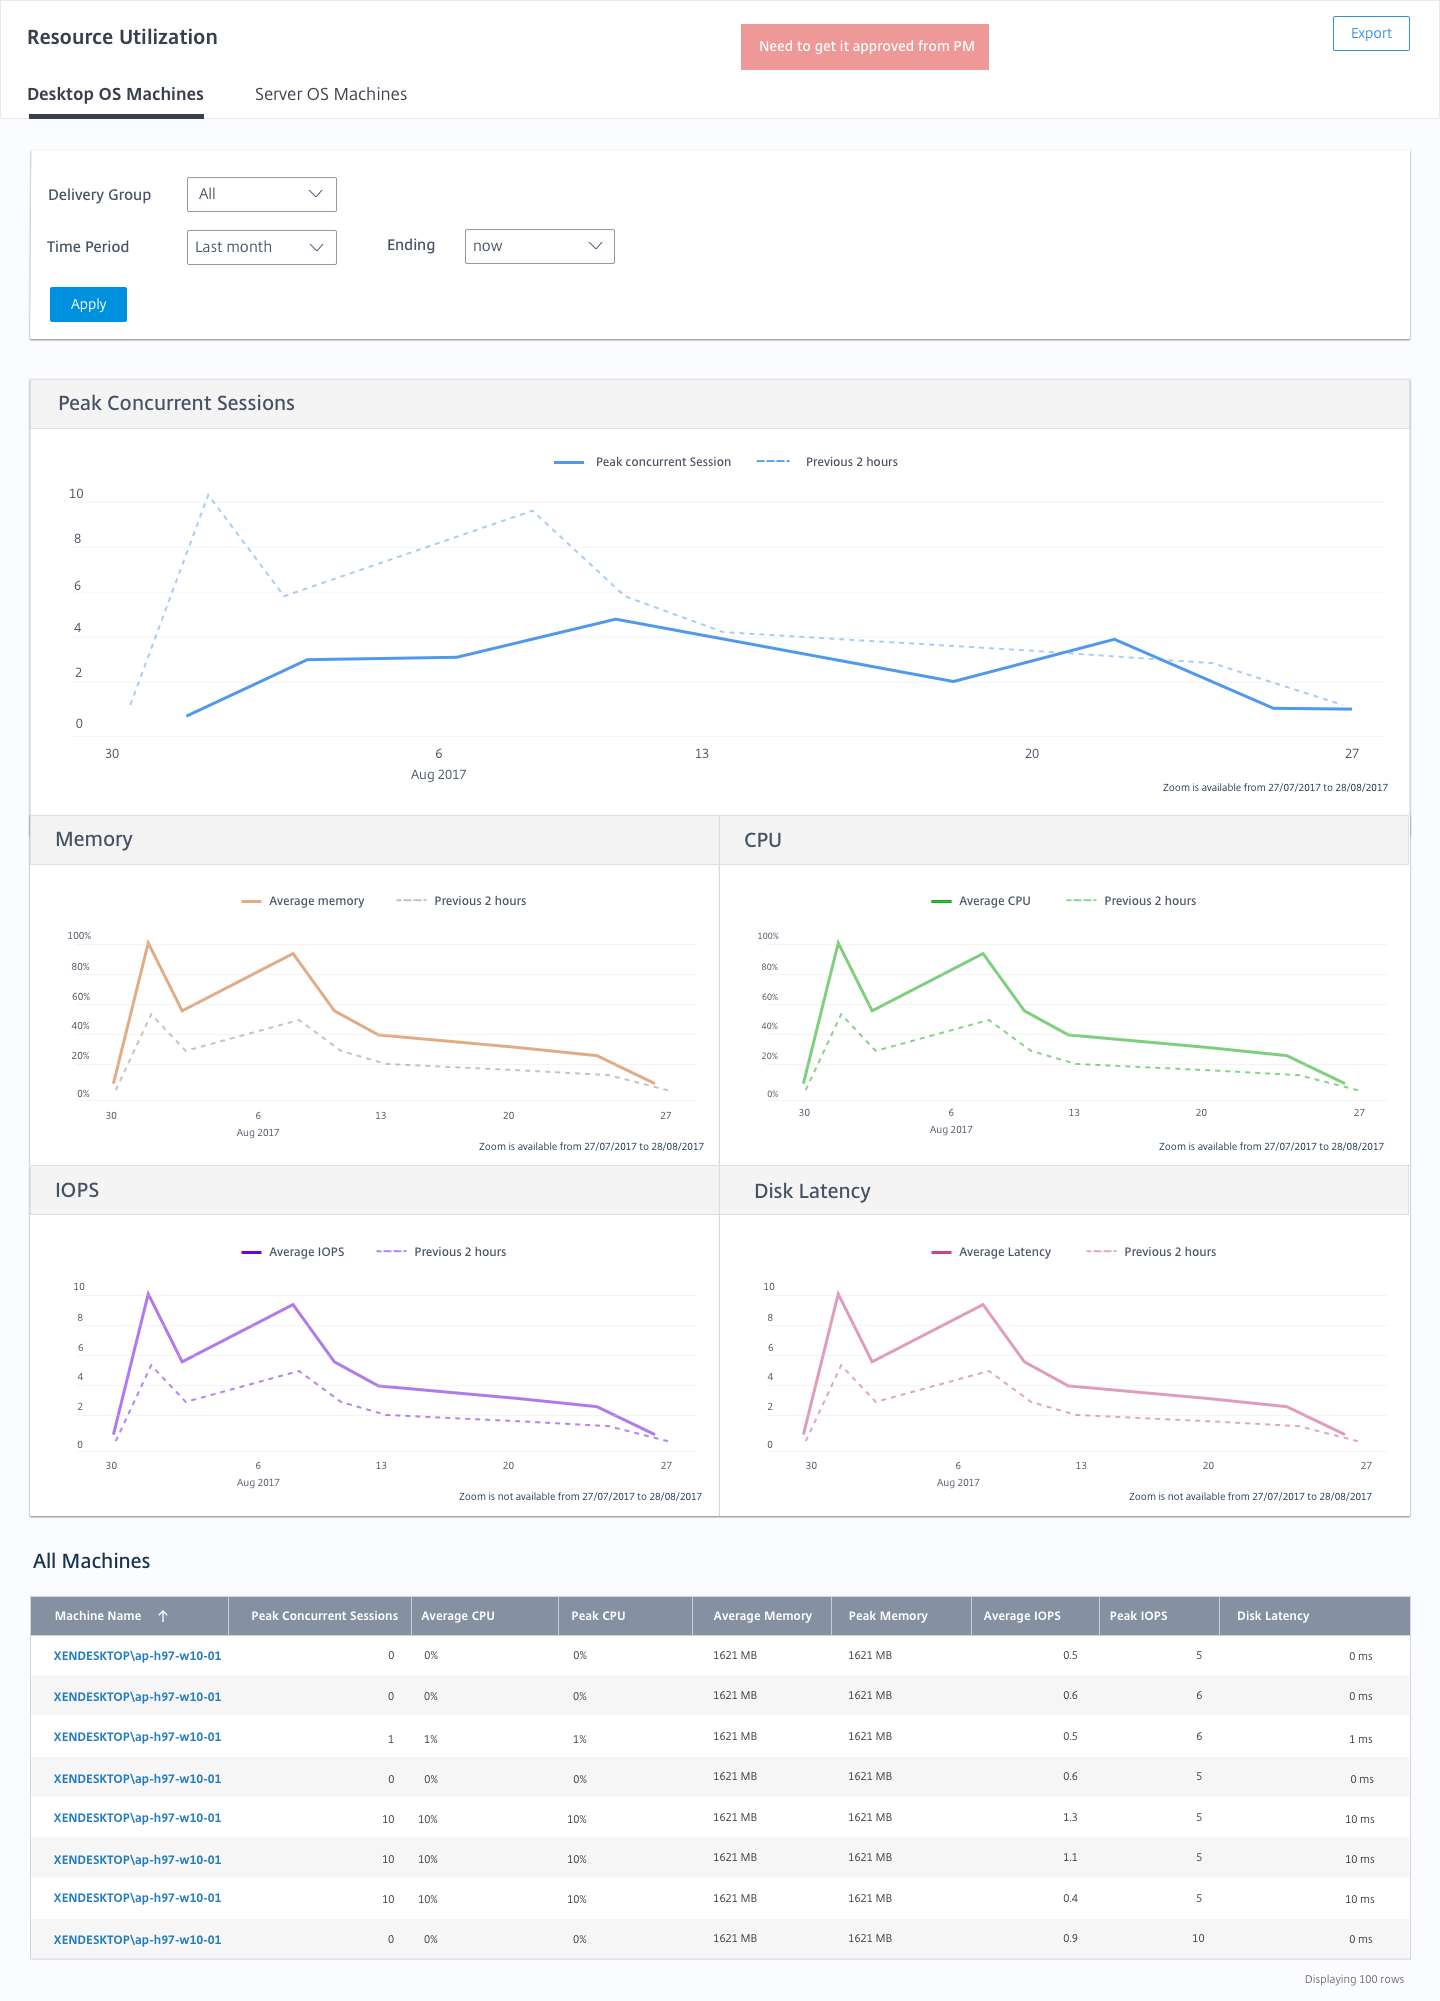 Resource Utilization
Need to get it approved from PM
Export
Desktop OS Machines Server OS Machines
Delivery Group All
Time Period Last month Ending now
Apply
Peak Concurrent Sessions
Peak concurrent Session Previous 2 hours
10
8
6
4
2
0
30 6 13 20 27
Aug 2017
Zoom is available from 27/07/2017 to 28/08/2017
Memory
Average memory Previous 2 hours
100%
80%
60%
40%
20%
0%
30 6 13 20 27
Aug 2017
Zoom is available from 27/07/2017 to 28/08/2017
CPU
Average CPU Previous 2 hours
100%
80%
60%
40%
20%
0%
30 6 13 20 27
Aug 2017
Zoom is available from 27/07/2017 to 28/08/2017
IOPS
Average IOPS Previous 2 hours
10
8
6
4
2
0
30 6 13 20 27
Aug 2017
Zoom is not available from 27/07/2017 to 28/08/2017
Disk Latency
Average Latency Previous 2 hours
10
8
6
4
2
0
30 6 13 20 27
Aug 2017
Zoom is not available from 27/07/2017 to 28/08/2017
All Machines
Machine Name Peak Concurrent Sessions Average CPU Peak CPU Average Memory Peak Memory Average IOPS Peak IOPS Disk Latency
XENDESKTOP\ap-h97-w10-01 0 0% 0% 1621 MB 1621 MB 0.5 5 0 ms
XENDESKTOP\ap-h97-w10-01 0 0% 0% 1621 MB 1621 MB 0.6 6 0 ms
XENDESKTOP\ap-h97-w10-01 1 1% 1% 1621 MB 1621 MB 0.5 6 1 ms
XENDESKTOP\ap-h97-w10-01 0 0% 0% 1621 MB 1621 MB 0.6 5 0 ms
XENDESKTOP\ap-h97-w10-01 10 10% 10% 1621 MB 1621 MB 1.3 5 10 ms
XENDESKTOP\ap-h97-w10-01 10 10% 10% 1621 MB 1621 MB 1.1 5 10 ms
XENDESKTOP\ap-h97-w10-01 10 10% 10% 1621 MB 1621 MB 0.4 5 10 ms
XENDESKTOP\ap-h97-w10-01 0 0% 0% 1621 MB 1621 MB 0.9 10 0 ms
Displaying 100 rows